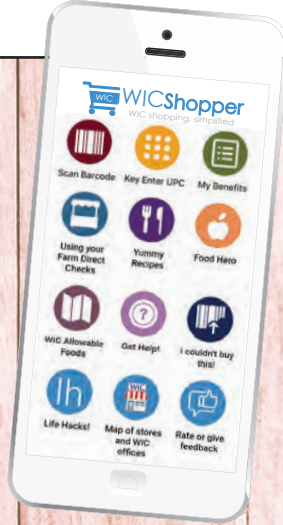 WIC WICShopper
WIC shopping, simplified
Scan Barcode Key Enter UPC My Benefits
Using your
Farm Direct
Checks
Yummy
Recipes
Food Hero
WIC Allowable
Foods
Get Help!
I couldn't buy
this!
lh
Life Hacks!
WIC
Map of stores
and WIC
offices
Rate or give
feedback